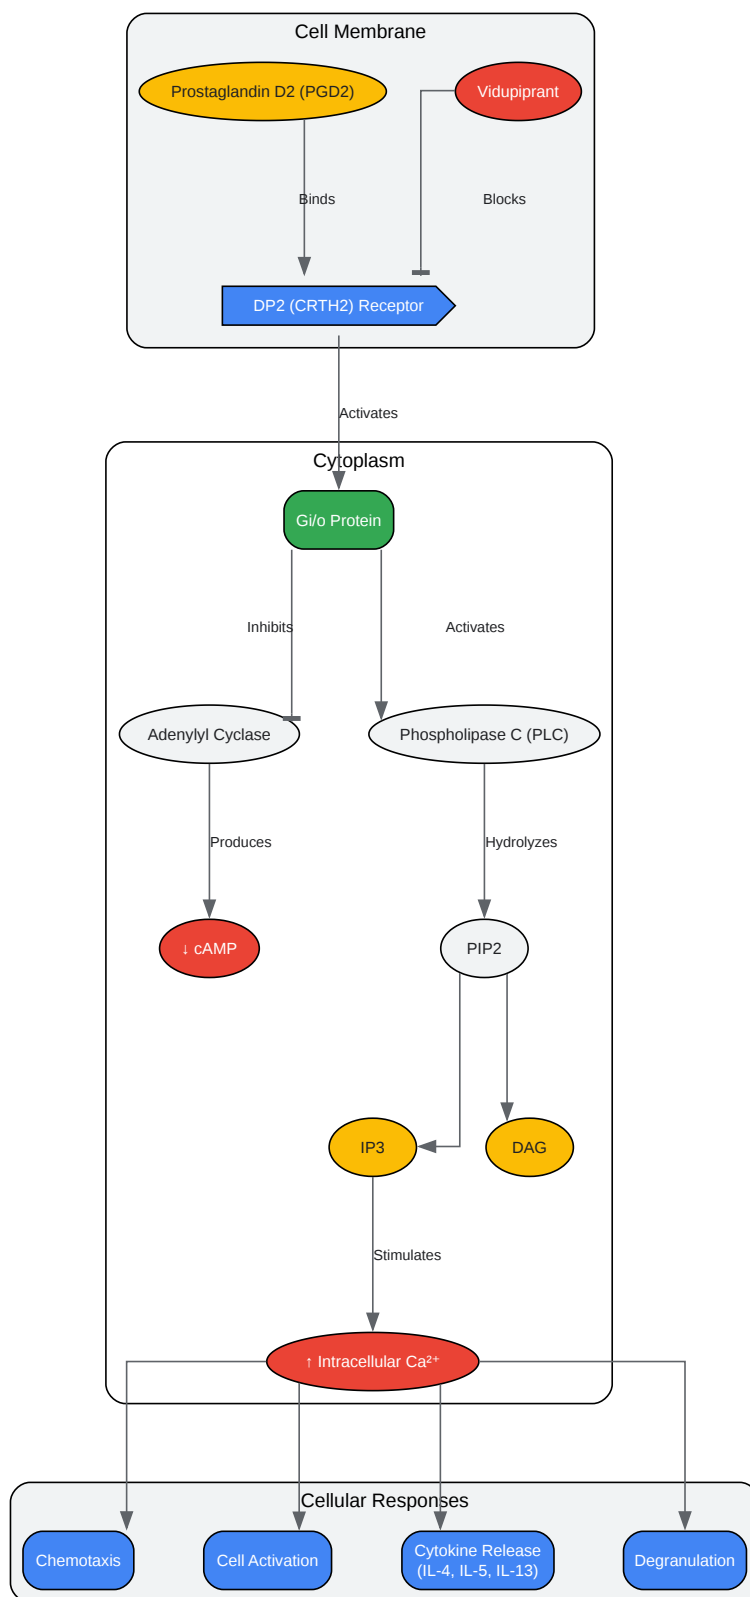 Cell Membrane
Prostaglandin D2 (PGD2)
Vidupiprant
Binds
Blocks
DP2 (CRTH2) Receptor
Activates
Cytoplasm
Gi/o Protein
Inhibits
Activates
Adenylyl Cyclase
Phospholipase C (PLC)
Produces
Hydrolyzes
↓ cAMP
PIP2
IP3
DAG
Stimulates
↑ Intracellular Ca²⁺
Cellular Responses
Chemotaxis
Cell Activation
Cytokine Release
(IL-4, IL-5, IL-13)
Degranulation